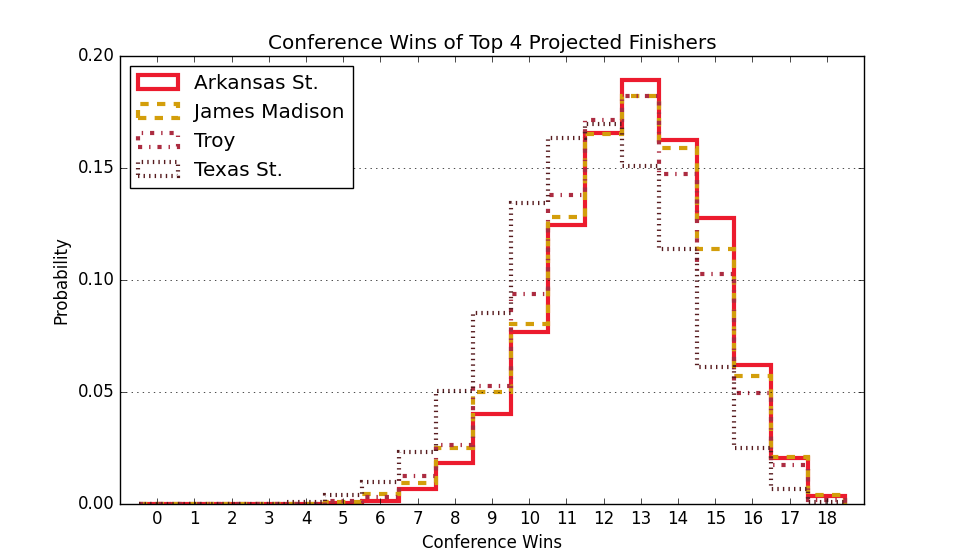 Conference Wins of Top 4 Projected Finishers
0.20
Arkansas St.
James Madison
Troy
Texas St.
0.15
0.10
0.05
0.00
Probability
0 1 2 3 4 5 6 7 8 9 10 11 12 13 14 15 16 17 18
Conference Wins